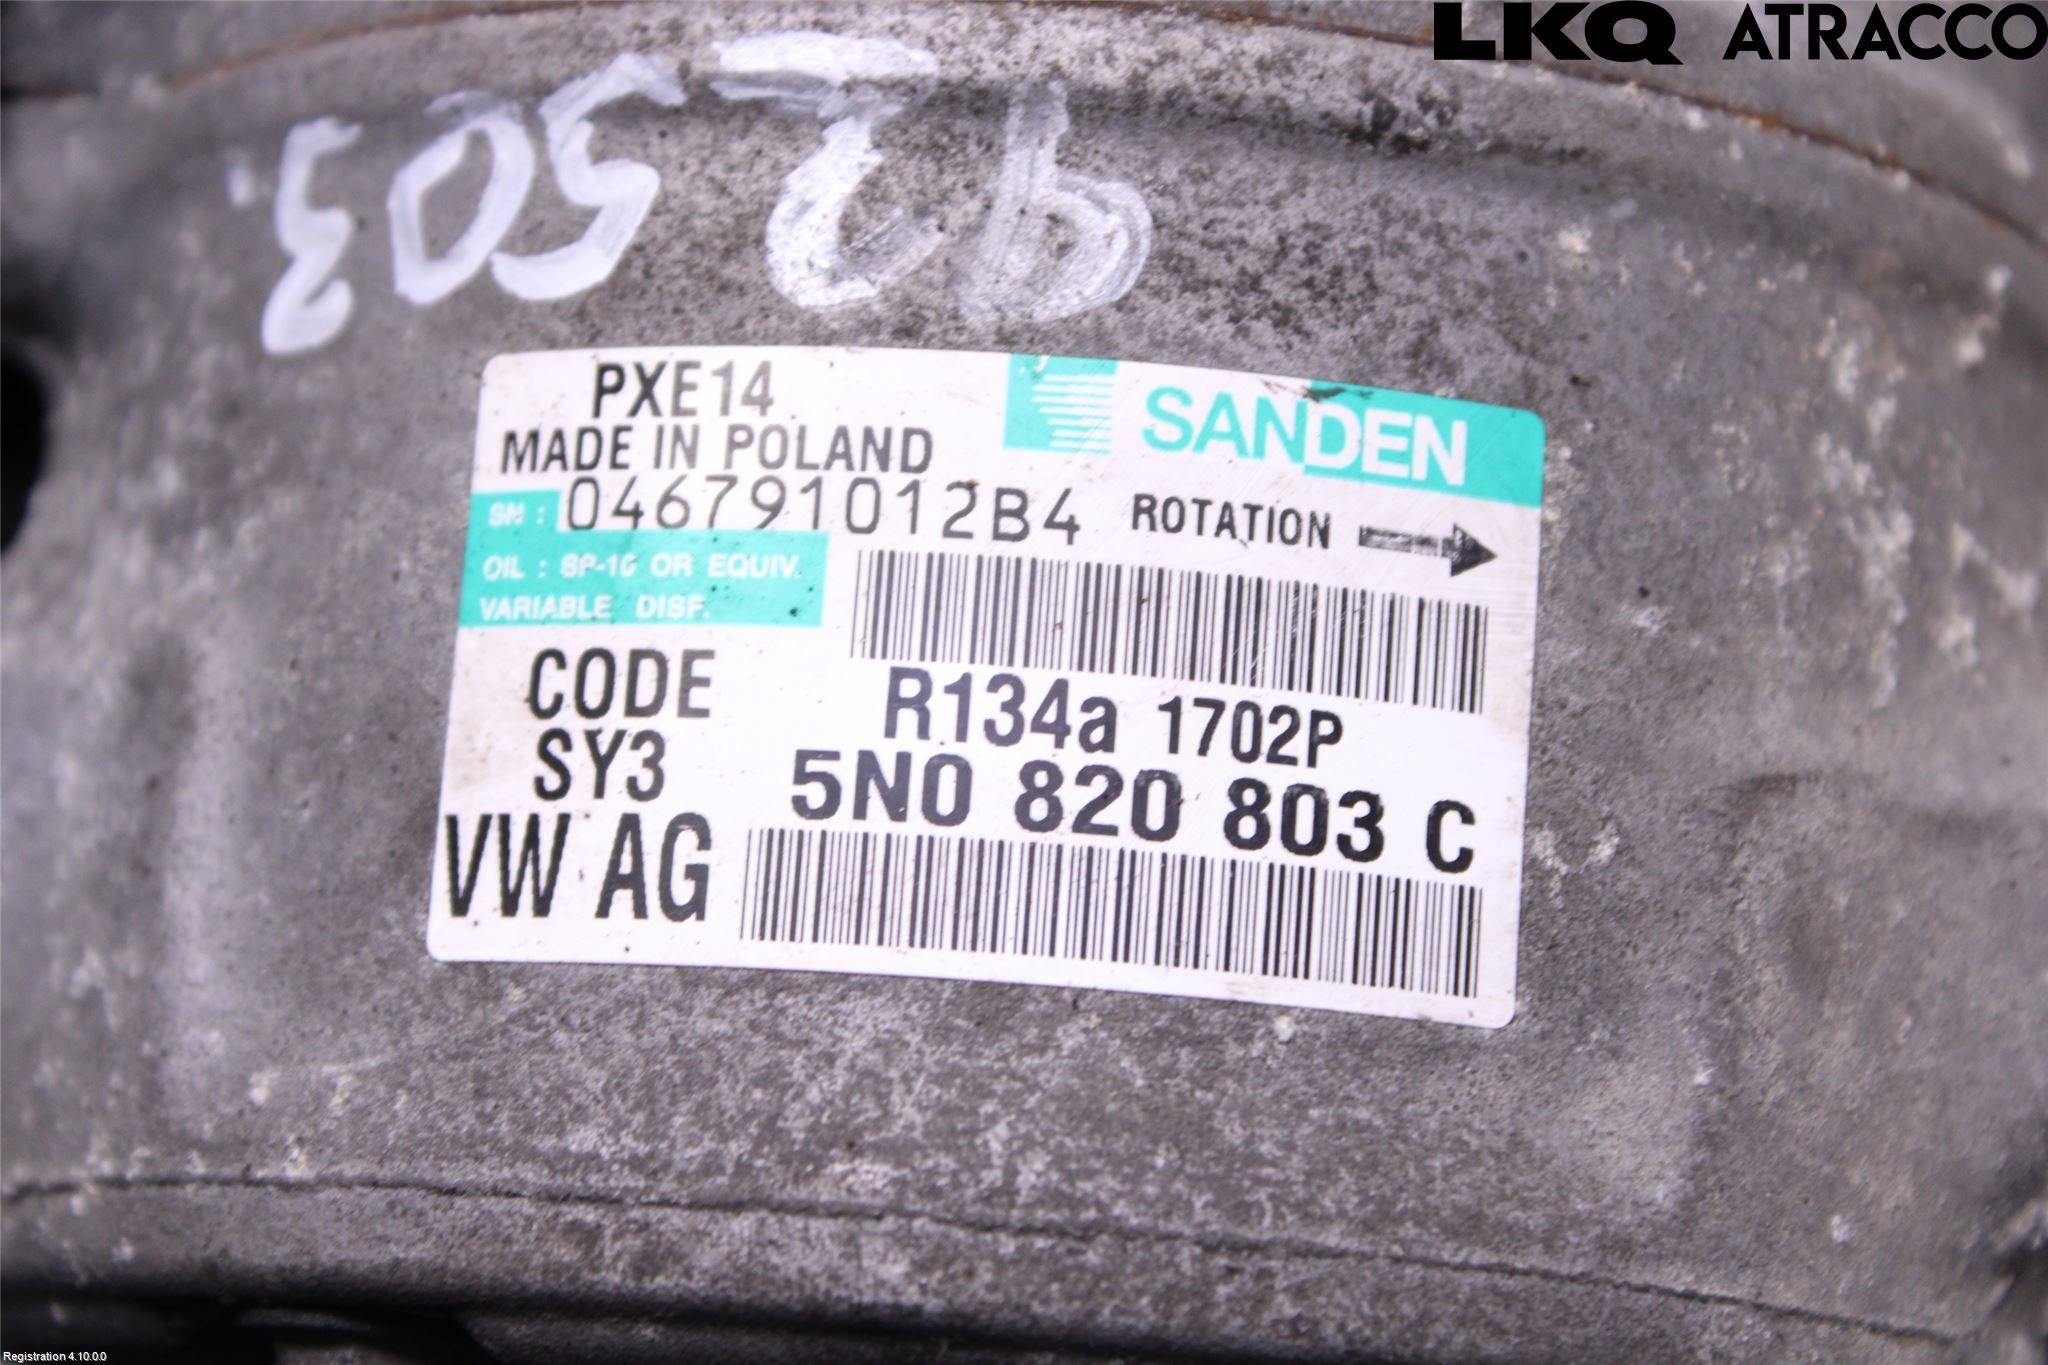 LKQ ATRACCO
PXE14
SANDEN
MADE IN POLAND
SN : 046791012B4 ROTATION
OIL : SP-10 OR EQUIV.
VARIABLE DISP.
CODE
SY3
R134a 1702P
5N0 820 803 C
VW AG
Registration 4.10.0.0